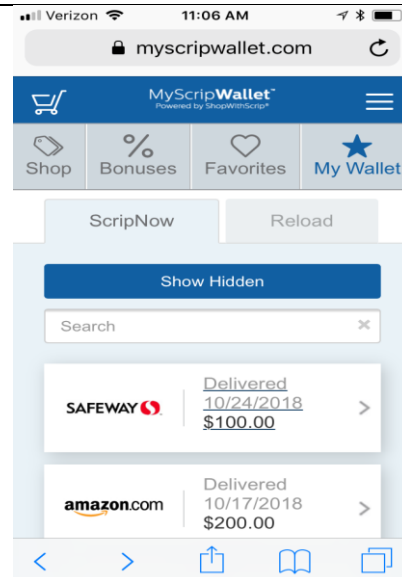 Verizon 11:06 AM
myscripwallet.com
MyScripWallet™
Powered by ShopWithScrip®
Shop Bonuses Favorites My Wallet
ScripNow Reload
Show Hidden
Search
SAFEWAY
Delivered
10/24/2018
$100.00
amazon.com
Delivered
10/17/2018
$200.00